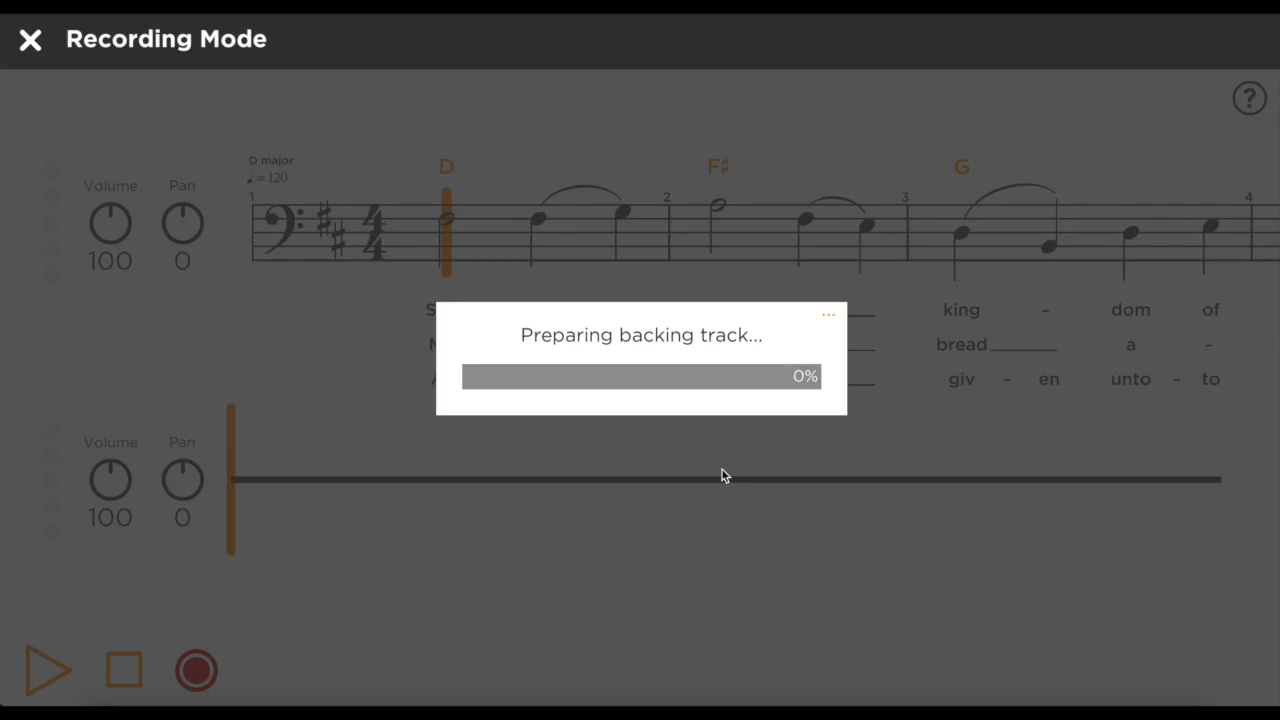 Recording Mode
?
D major
♩ = 120
D F♯ G
1 2 3 4
Volume Pan
100 0
king - dom of
bread______ a -
giv - en unto - to
...
Preparing backing track...
0%
Volume Pan
100 0